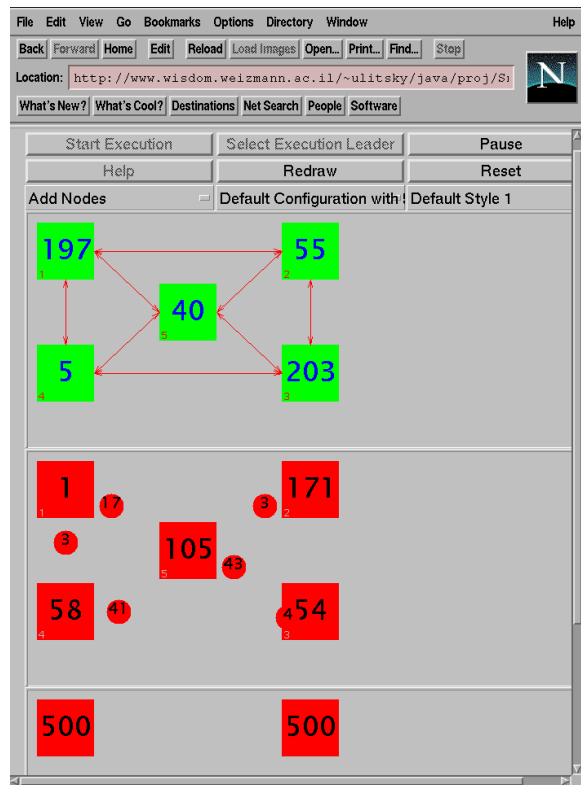 File Edit View Go Bookmarks Options Directory Window Help
Back Forward Home Edit Reload Load Images Open... Print... Find... Stop
Location: http://www.wisdom.weizmann.ac.il/~ulitsky/java/proj/S
N
What's New? What's Cool? Destinations Net Search People Software
Start Execution Select Execution Leader Pause
Help Redraw Reset
Add Nodes Default Configuration with Default Style 1
197 55
1 2
40
5
5 203
4 3
1 171
17 3
1 2
3
105
43
5
58 41 4 54
4 3
500 500